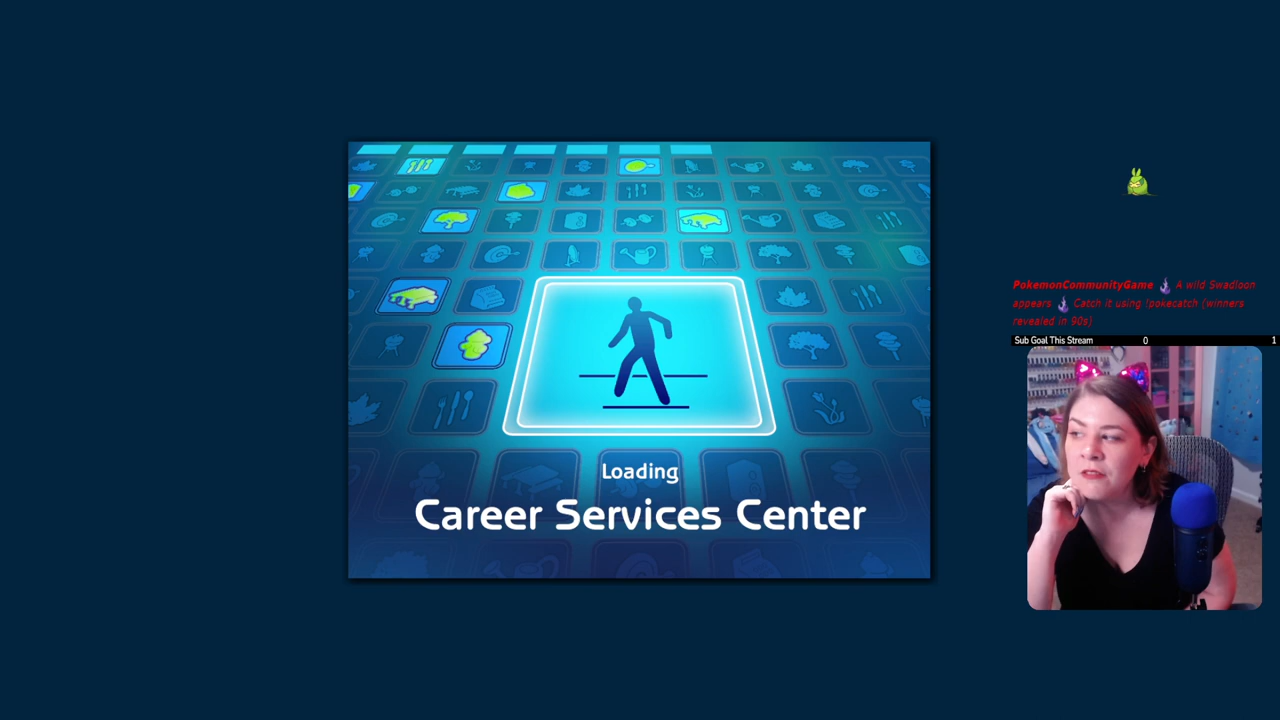 Loading
Career Services Center
PokemonCommunityGame A wild Swadloon
appears Catch it using !pokecatch (winners
revealed in 90s)
Sub Goal This Stream 0 1